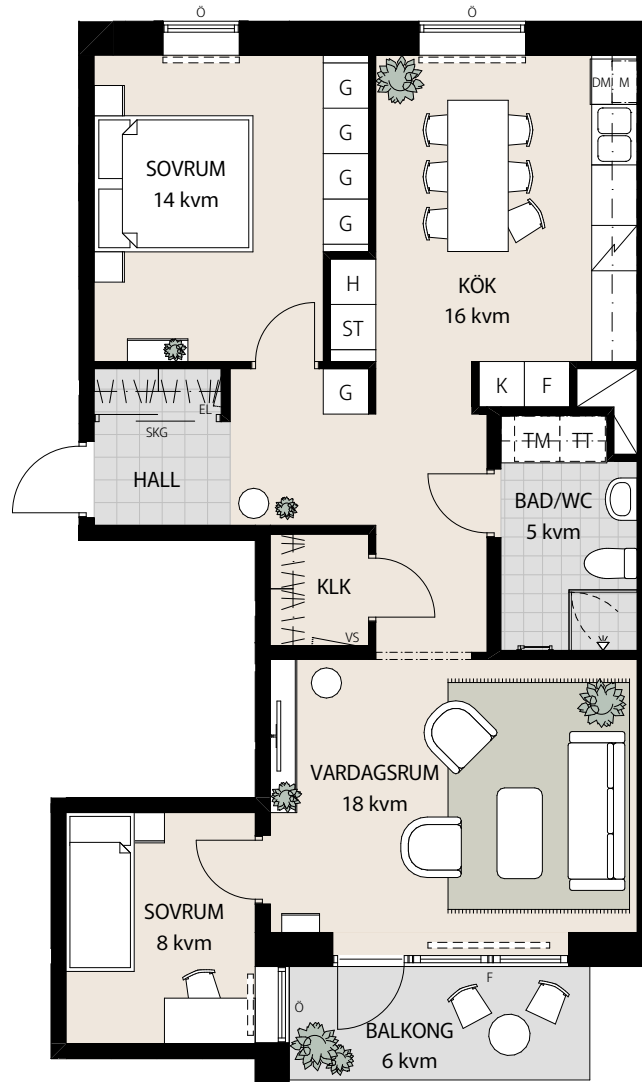 Ö
Ö
G
DM M
G
SOVRUM
14 kvm
G
G
H
KÖK
16 kvm
ST
G
K F
EL
SKG
HALL
TM TT
BAD/WC
5 kvm
KLK
VS
VARDAGSRUM
18 kvm
SOVRUM
8 kvm
F
Ö
BALKONG
6 kvm